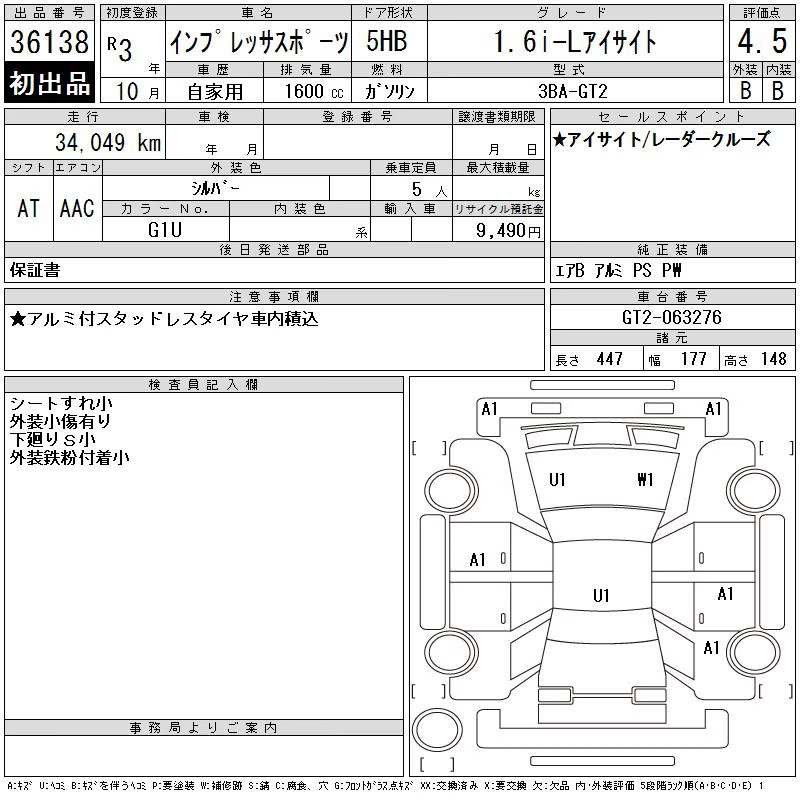 出品番号 初度登録 車名 ドア形状 グレード 評価点
36138 R3年 インプレッサスポーツ 5HB 1.6i-Lアイサイト 4.5
車歴 排気量 燃料 型式 外装 内装
初出品 10月 自家用 1600cc ガソリン 3BA-GT2 B B
走行 車検 登録番号 譲渡書類期限 セールスポイント
34,049 km 年 月 月 日 ★アイサイト/レーダークルーズ
シフト エアコン 外装色 乗車定員 最大積載量
AT AAC シルバー 5人 kg
カラーNo. 内装色 輸入車 リサイクル預託金
G1U 系 9,490円
後日発送部品 純正装備
保証書 エアB アルミ PS PW
注意事項欄 車台番号
★アルミ付スタッドレスタイヤ車内積込 GT2-063276
諸元
長さ 447 幅 177 高さ 148
検査員記入欄
シートすれ小
外装小傷有り
下廻りS小
外装鉄粉付着小
A1 A1
U1 W1
A1
U1 A1
A1
事務局よりご案内
A:キズ U:ヘコミ B:キズを伴うヘコミ P:要塗装 W:補修跡 S:錆 C:腐食、穴 G:フロントガラス点キズ XX:交換済み X:要交換 欠:欠品 内・外装評価 5段階ランク順(A・B・C・D・E) 1